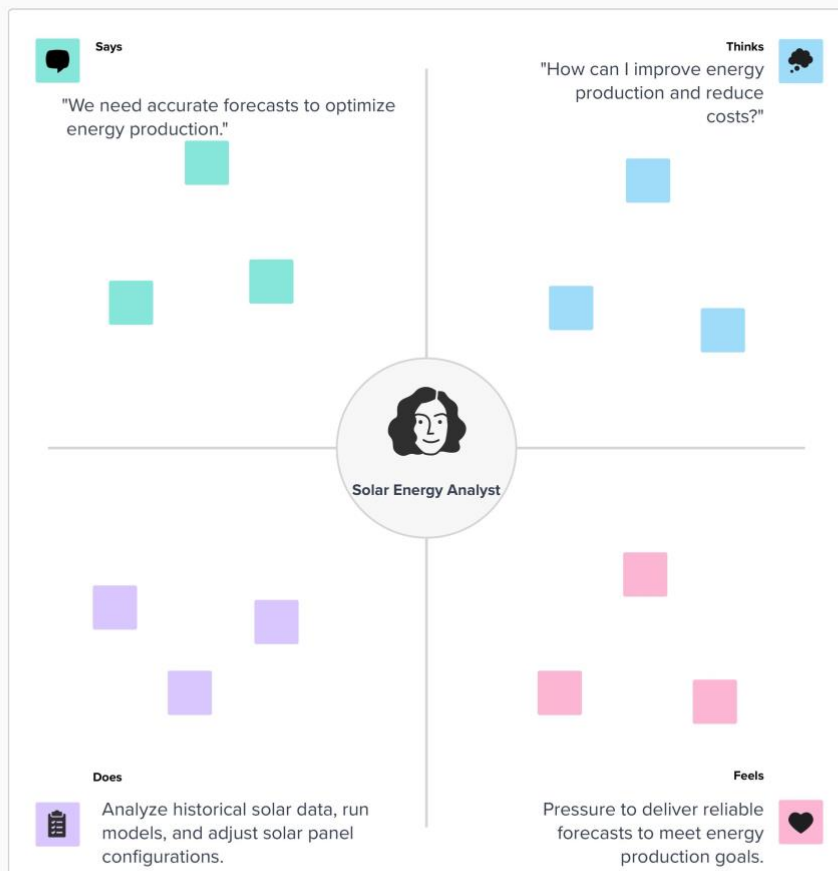 Says
"We need accurate forecasts to optimize
energy production."
Thinks
"How can I improve energy
production and reduce
costs?"
Solar Energy Analyst
Does
Analyze historical solar data, run
models, and adjust solar panel
configurations.
Feels
Pressure to deliver reliable
forecasts to meet energy
production goals.